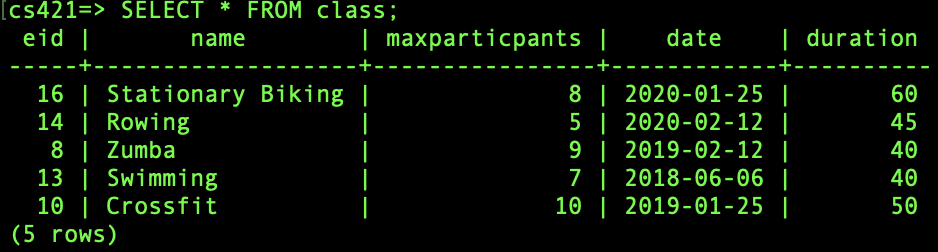 [cs421=> SELECT * FROM class;
 eid |       name        | maxparticpants |    date    | duration
-----+-------------------+----------------+------------+----------
  16 | Stationary Biking |              8 | 2020-01-25 |       60
  14 | Rowing            |              5 | 2020-02-12 |       45
   8 | Zumba             |              9 | 2019-02-12 |       40
  13 | Swimming          |              7 | 2018-06-06 |       40
  10 | Crossfit          |             10 | 2019-01-25 |       50
(5 rows)